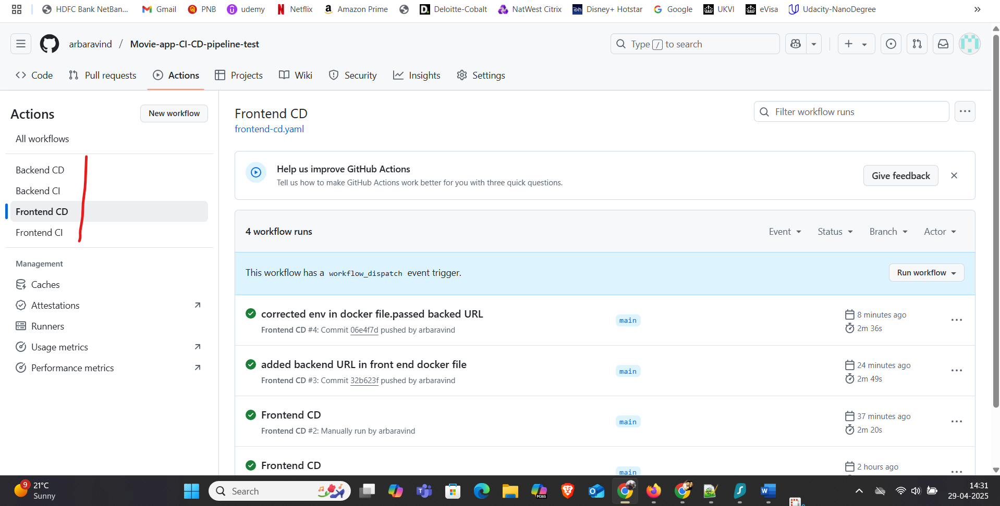 HDFC Bank NetBan...
Gmail
PNB
udemy
Netflix
Amazon Prime
Deloitte-Cobalt
NatWest Citrix
Disney+ Hotstar
Google
UKVI
eVisa
Udacity-NanoDegree
arbaravind / Movie-app-CI-CD-pipeline-test
Type / to search
Code
Pull requests
Actions
Projects
Wiki
Security
Insights
Settings
Actions
New workflow
All workflows
Backend CD
Backend CI
Frontend CD
Frontend CI
Management
Caches
Attestations
Runners
Usage metrics
Performance metrics
Frontend CD
frontend-cd.yaml
Filter workflow runs
Help us improve GitHub Actions
Tell us how to make GitHub Actions work better for you with three quick questions.
Give feedback
4 workflow runs
Event
Status
Branch
Actor
This workflow has a workflow_dispatch event trigger.
Run workflow
corrected env in docker file.passed backed URL
Frontend CD #4: Commit 06e4f7d pushed by arbaravind
main
8 minutes ago
2m 36s
added backend URL in front end docker file
Frontend CD #3: Commit 32b623f pushed by arbaravind
main
24 minutes ago
2m 49s
Frontend CD
Frontend CD #2: Manually run by arbaravind
main
37 minutes ago
2m 20s
Frontend CD
main
2 hours ago
9
21°C
Sunny
Search
M365
14:31
29-04-2025